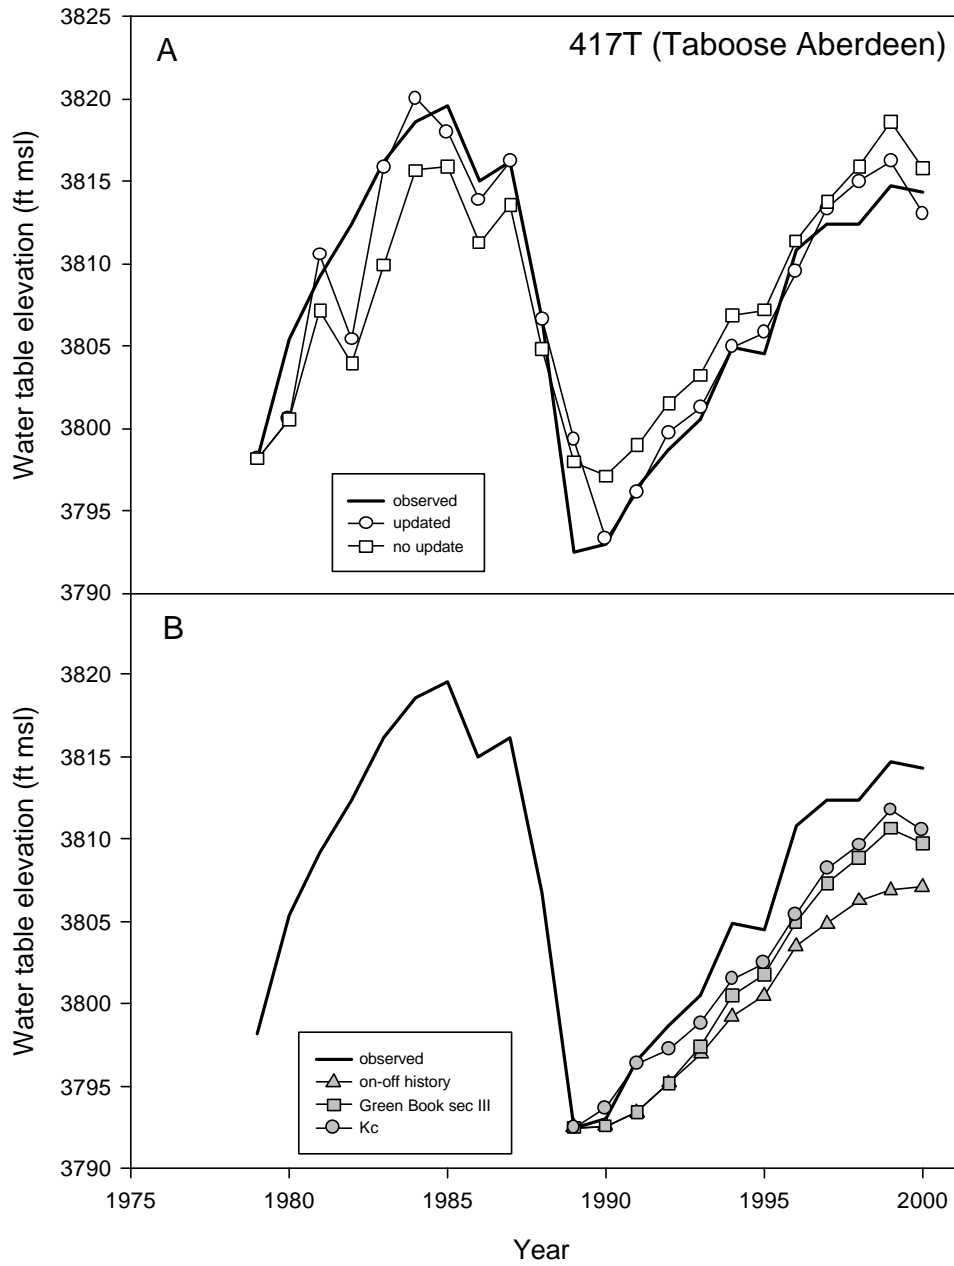 417T (Taboose Aberdeen)
A
Water table elevation (ft msl)
3825
3820
3815
3810
3805
3800
3795
3790
observed
updated
no update
B
Water table elevation (ft msl)
3820
3815
3810
3805
3800
3795
3790
observed
on-off history
Green Book sec III
Kc
1975 1980 1985 1990 1995 2000
Year